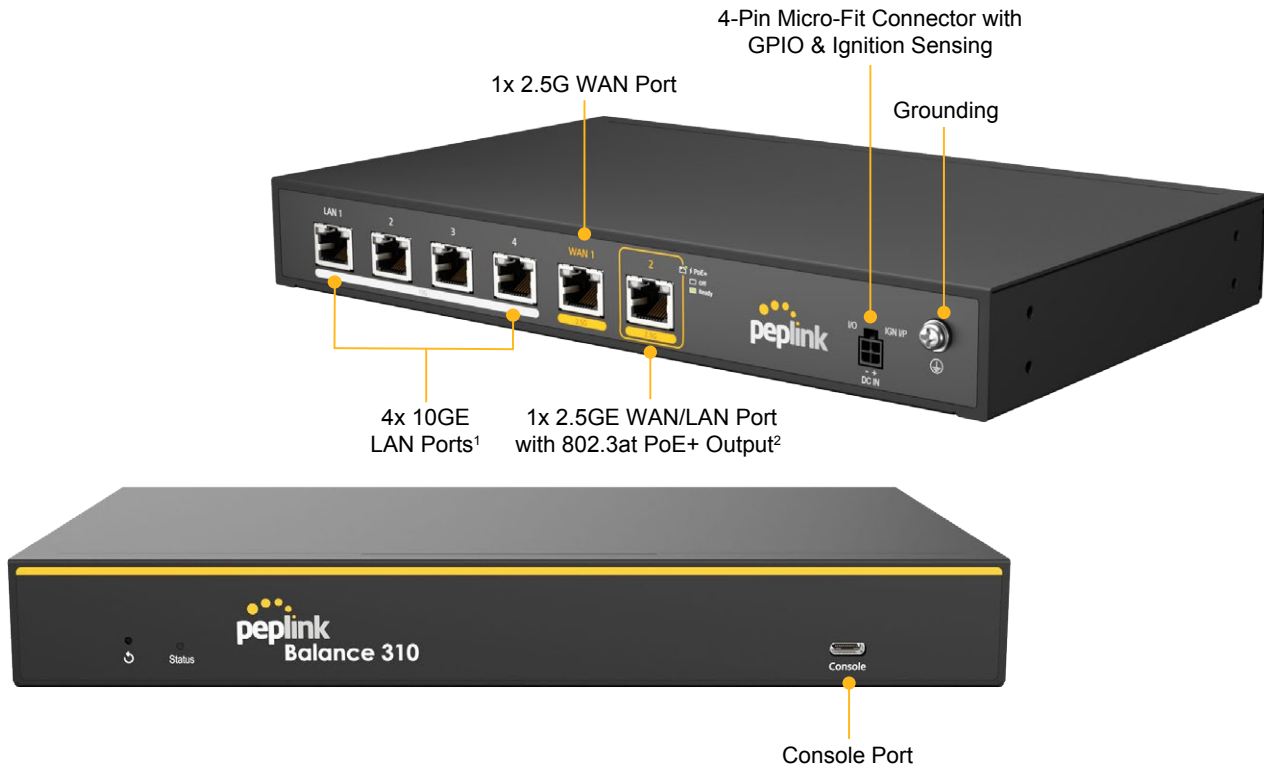 4-Pin Micro-Fit Connector with
GPIO & Ignition Sensing
1x 2.5G WAN Port
Grounding
LAN 1
2
3
4
WAN 1
2
PoE+
Off
Ready
peplink
I/O
IGN I/P
- +
DC IN
4x 10GE
LAN Ports¹
1x 2.5GE WAN/LAN Port
with 802.3at PoE+ Output²
peplink
Balance 310
Status
Console
Console Port